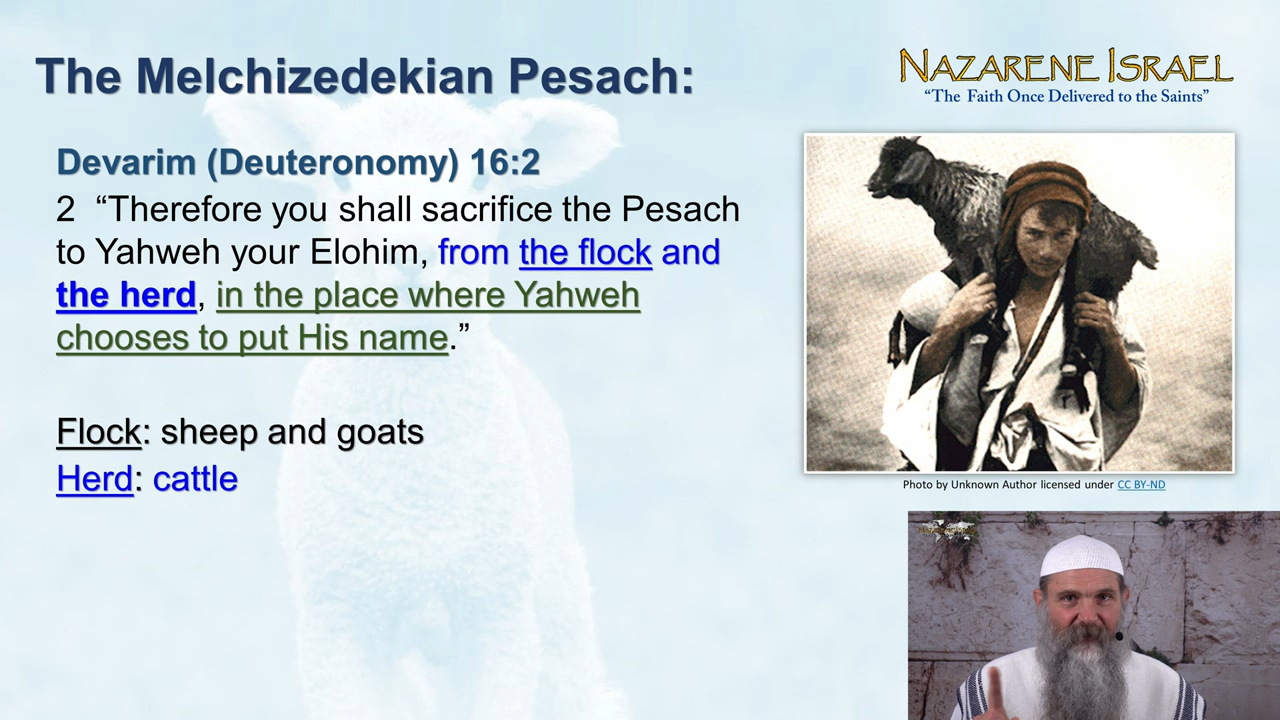 The Melchizedekian Pesach:
NAZARENE ISRAEL
“The Faith Once Delivered to the Saints”
Devarim (Deuteronomy) 16:2
2 “Therefore you shall sacrifice the Pesach
to Yahweh your Elohim, from the flock and
the herd, in the place where Yahweh
chooses to put His name.”
Flock: sheep and goats
Herd: cattle
Photo by Unknown Author licensed under CC BY-ND